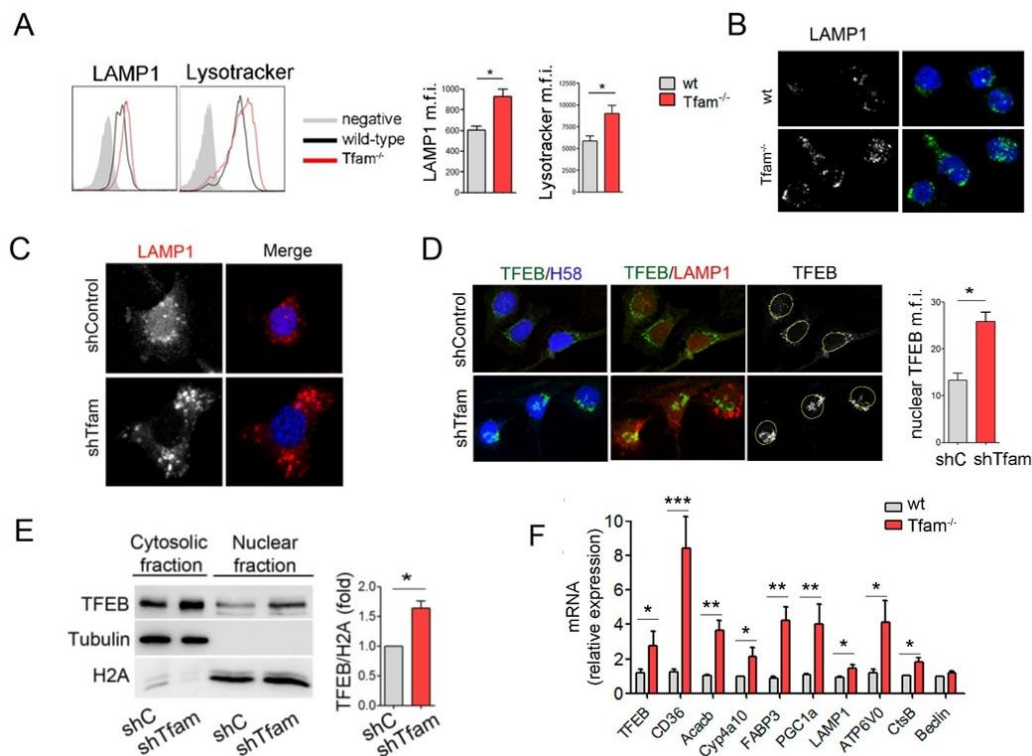 A
LAMP1
Lysotracker
negative
wild-type
Tfam-/-
LAMP1 m.f.i.
1000
800
600
400
200
0
*
Lysotracker m.f.i.
12500
10000
7500
5000
2500
0
*
wt
Tfam-/-
B
LAMP1
wt
Tfam-/-
C
LAMP1
Merge
shControl
shTfam
D
TFEB/H58
TFEB/LAMP1
TFEB
shControl
shTfam
nuclear TFEB m.f.i.
30
20
10
0
*
shC
shTfam
E
Cytosolic fraction
Nuclear fraction
TFEB
Tubulin
H2A
shC
shTfam
shC
shTfam
TFEB/H2A (fold)
2.0
1.5
1.0
0.5
0.0
*
shC
shTfam
F
wt
Tfam-/-
mRNA
(relative expression)
10
8
6
4
2
0
*
***
**
*
**
**
*
*
*
TFEB
CD36
Acacb
Cyp4a10
FABP3
PGC1a
LAMP1
ATP6V0
CtsB
Beclin